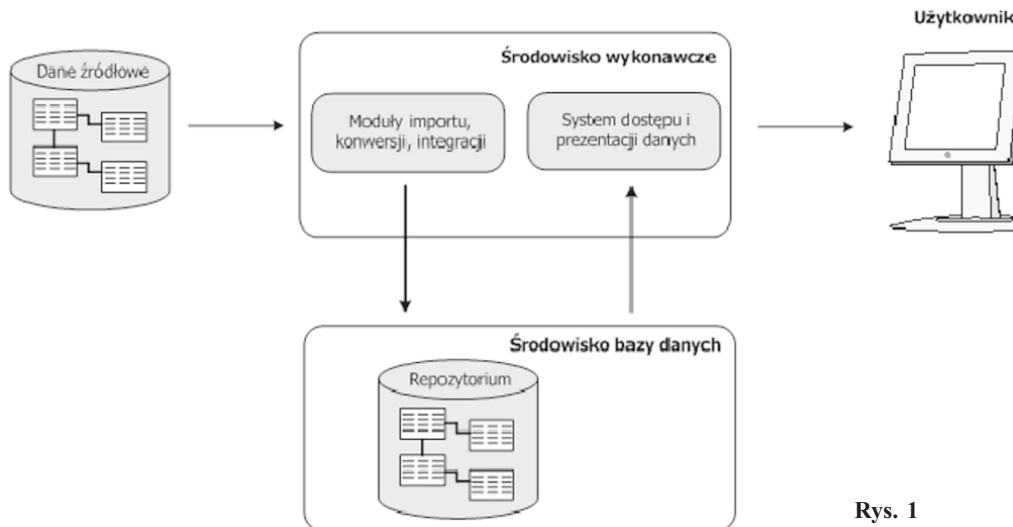 Użytkownik
Środowisko wykonawcze
Dane źródłowe
Moduły importu,
konwersji, integracji
System dostępu i
prezentacji danych
Środowisko bazy danych
Repozytorium
Rys. 1